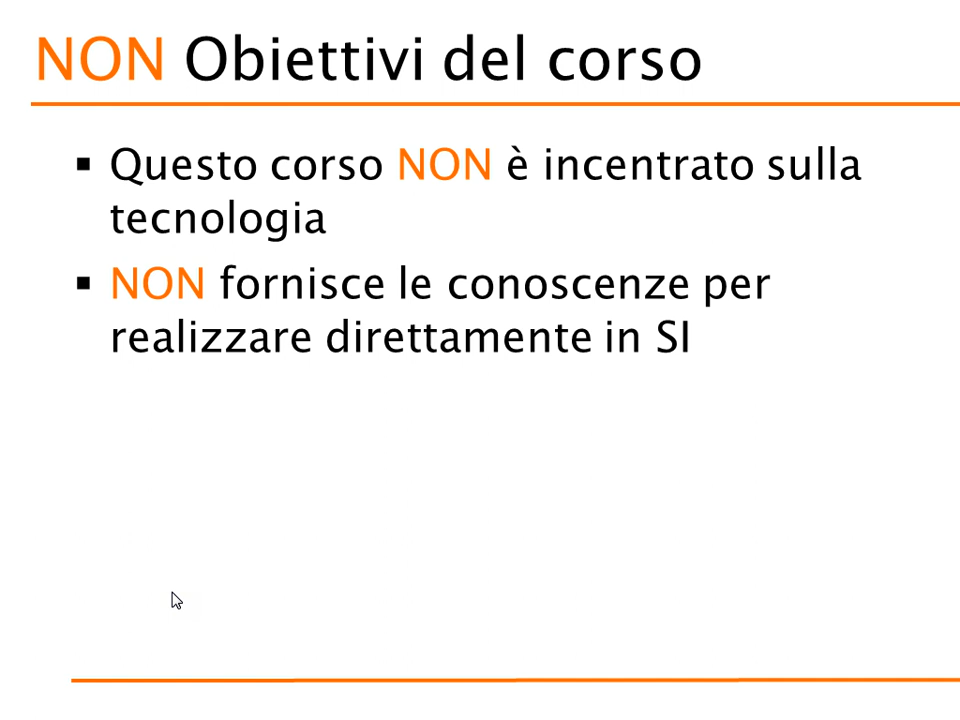 NON Obiettivi del corso
▪ Questo corso NON è incentrato sulla
tecnologia
▪ NON fornisce le conoscenze per
realizzare direttamente in SI